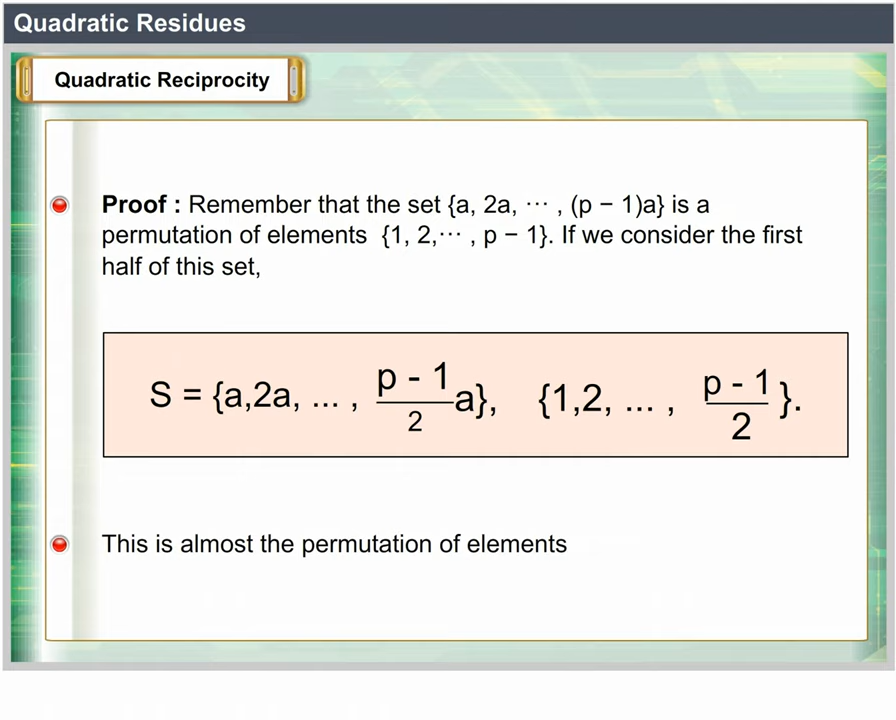 Quadratic Residues
Quadratic Reciprocity
Proof : Remember that the set {a, 2a, ⋯ , (p − 1)a} is a
permutation of elements {1, 2,⋯ , p − 1}. If we consider the first
half of this set,
S = {a,2a, ... , \frac{p - 1}{2}a}, {1,2, ... , \frac{p - 1}{2}}.
This is almost the permutation of elements